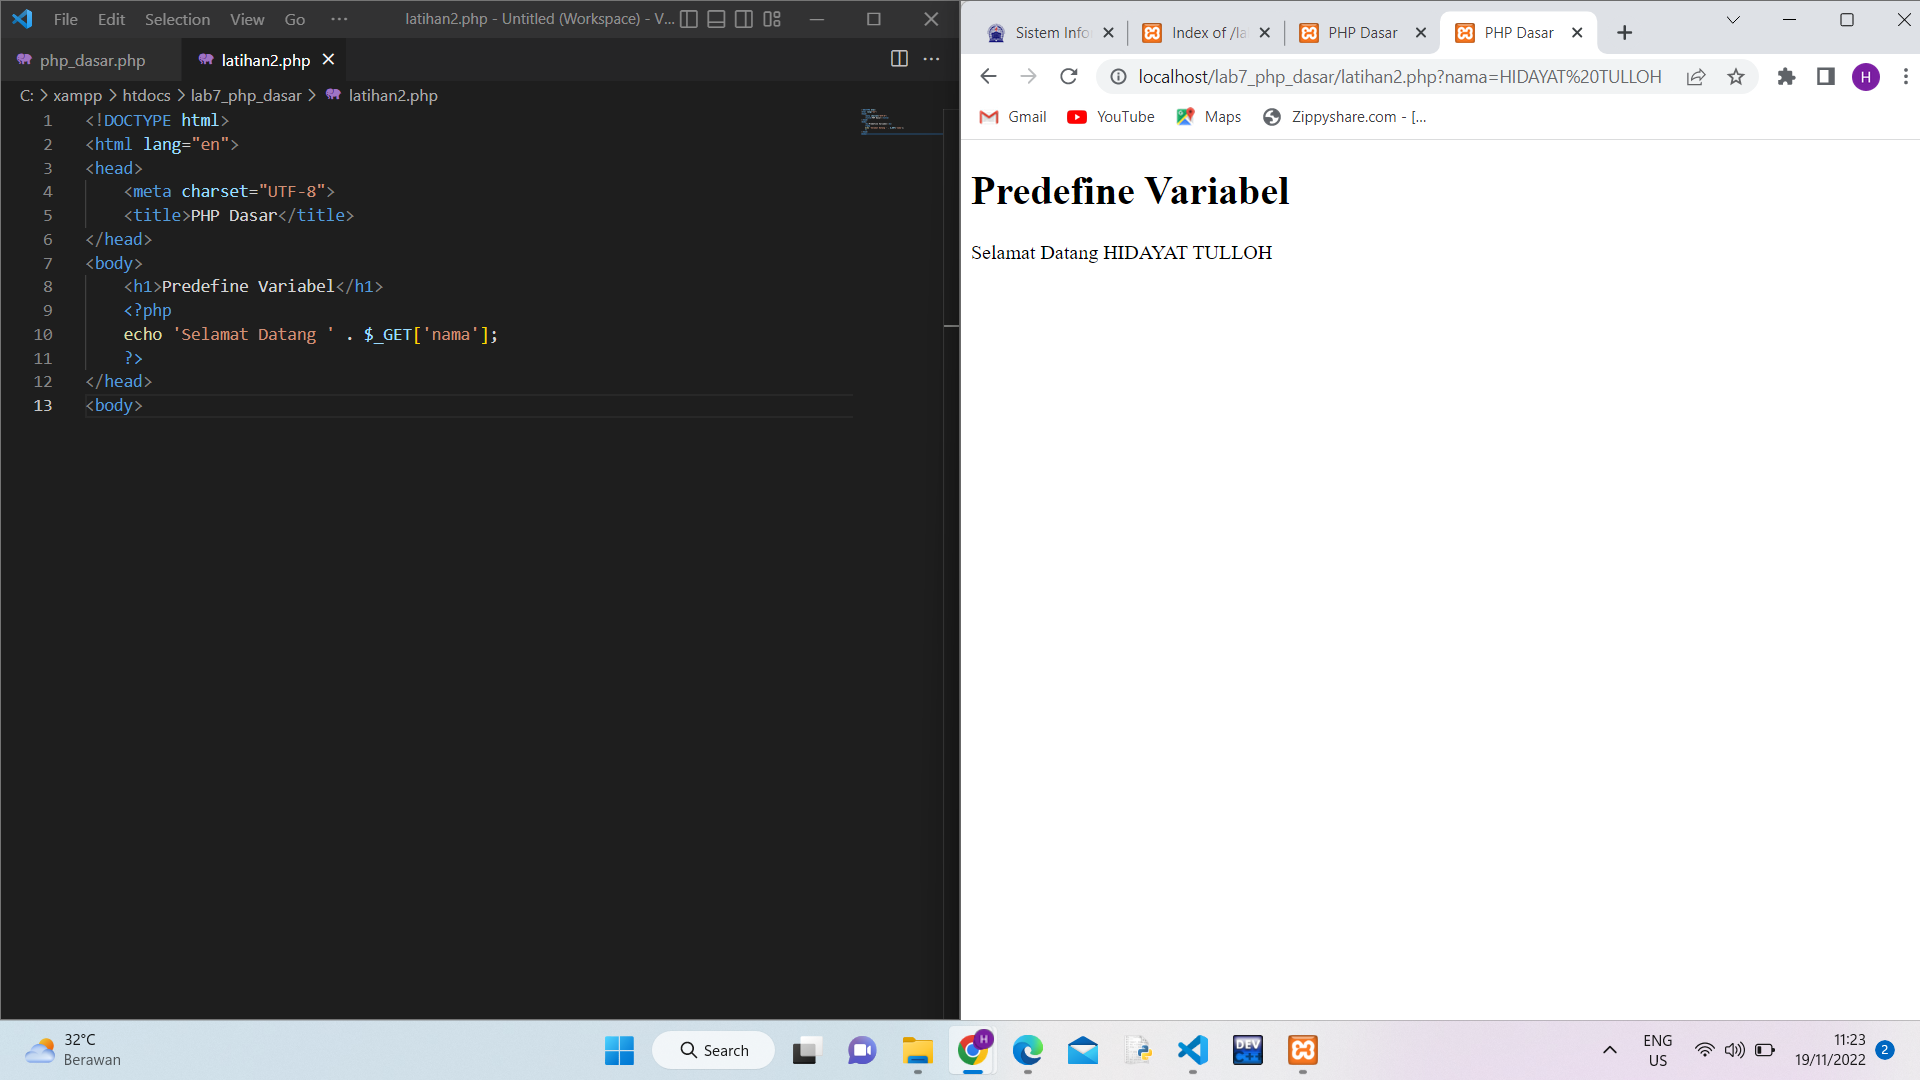 File Edit Selection View Go ··· latihan2.php - Untitled (Workspace) - V...
php_dasar.php latihan2.php
C: > xampp > htdocs > lab7_php_dasar > latihan2.php
1 <!DOCTYPE html>
2 <html lang="en">
3 <head>
4 <meta charset="UTF-8">
5 <title>PHP Dasar</title>
6 </head>
7 <body>
8 <h1>Predefine Variabel</h1>
9 <?php
10 echo 'Selamat Datang ' . $_GET['nama'];
11 ?>
12 </head>
13 <body>
Sistem Info Index of /la PHP Dasar PHP Dasar
localhost/lab7_php_dasar/latihan2.php?nama=HIDAYAT%20TULLOH H
Gmail YouTube Maps Zippyshare.com - [...
Predefine Variabel
Selamat Datang HIDAYAT TULLOH
32°C
Berawan
Search
H
DEV
C++
ENG
US
11:23
19/11/2022
2